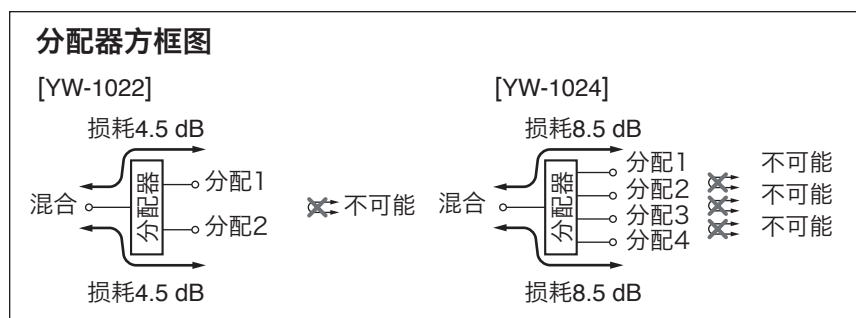 分配器方框图
[YW-1022]
损耗4.5 dB
混合
分配器
分配1
分配2
不可能
损耗4.5 dB
[YW-1024]
损耗8.5 dB
混合
分配器
分配1
分配2
分配3
分配4
不可能
不可能
不可能
损耗8.5 dB